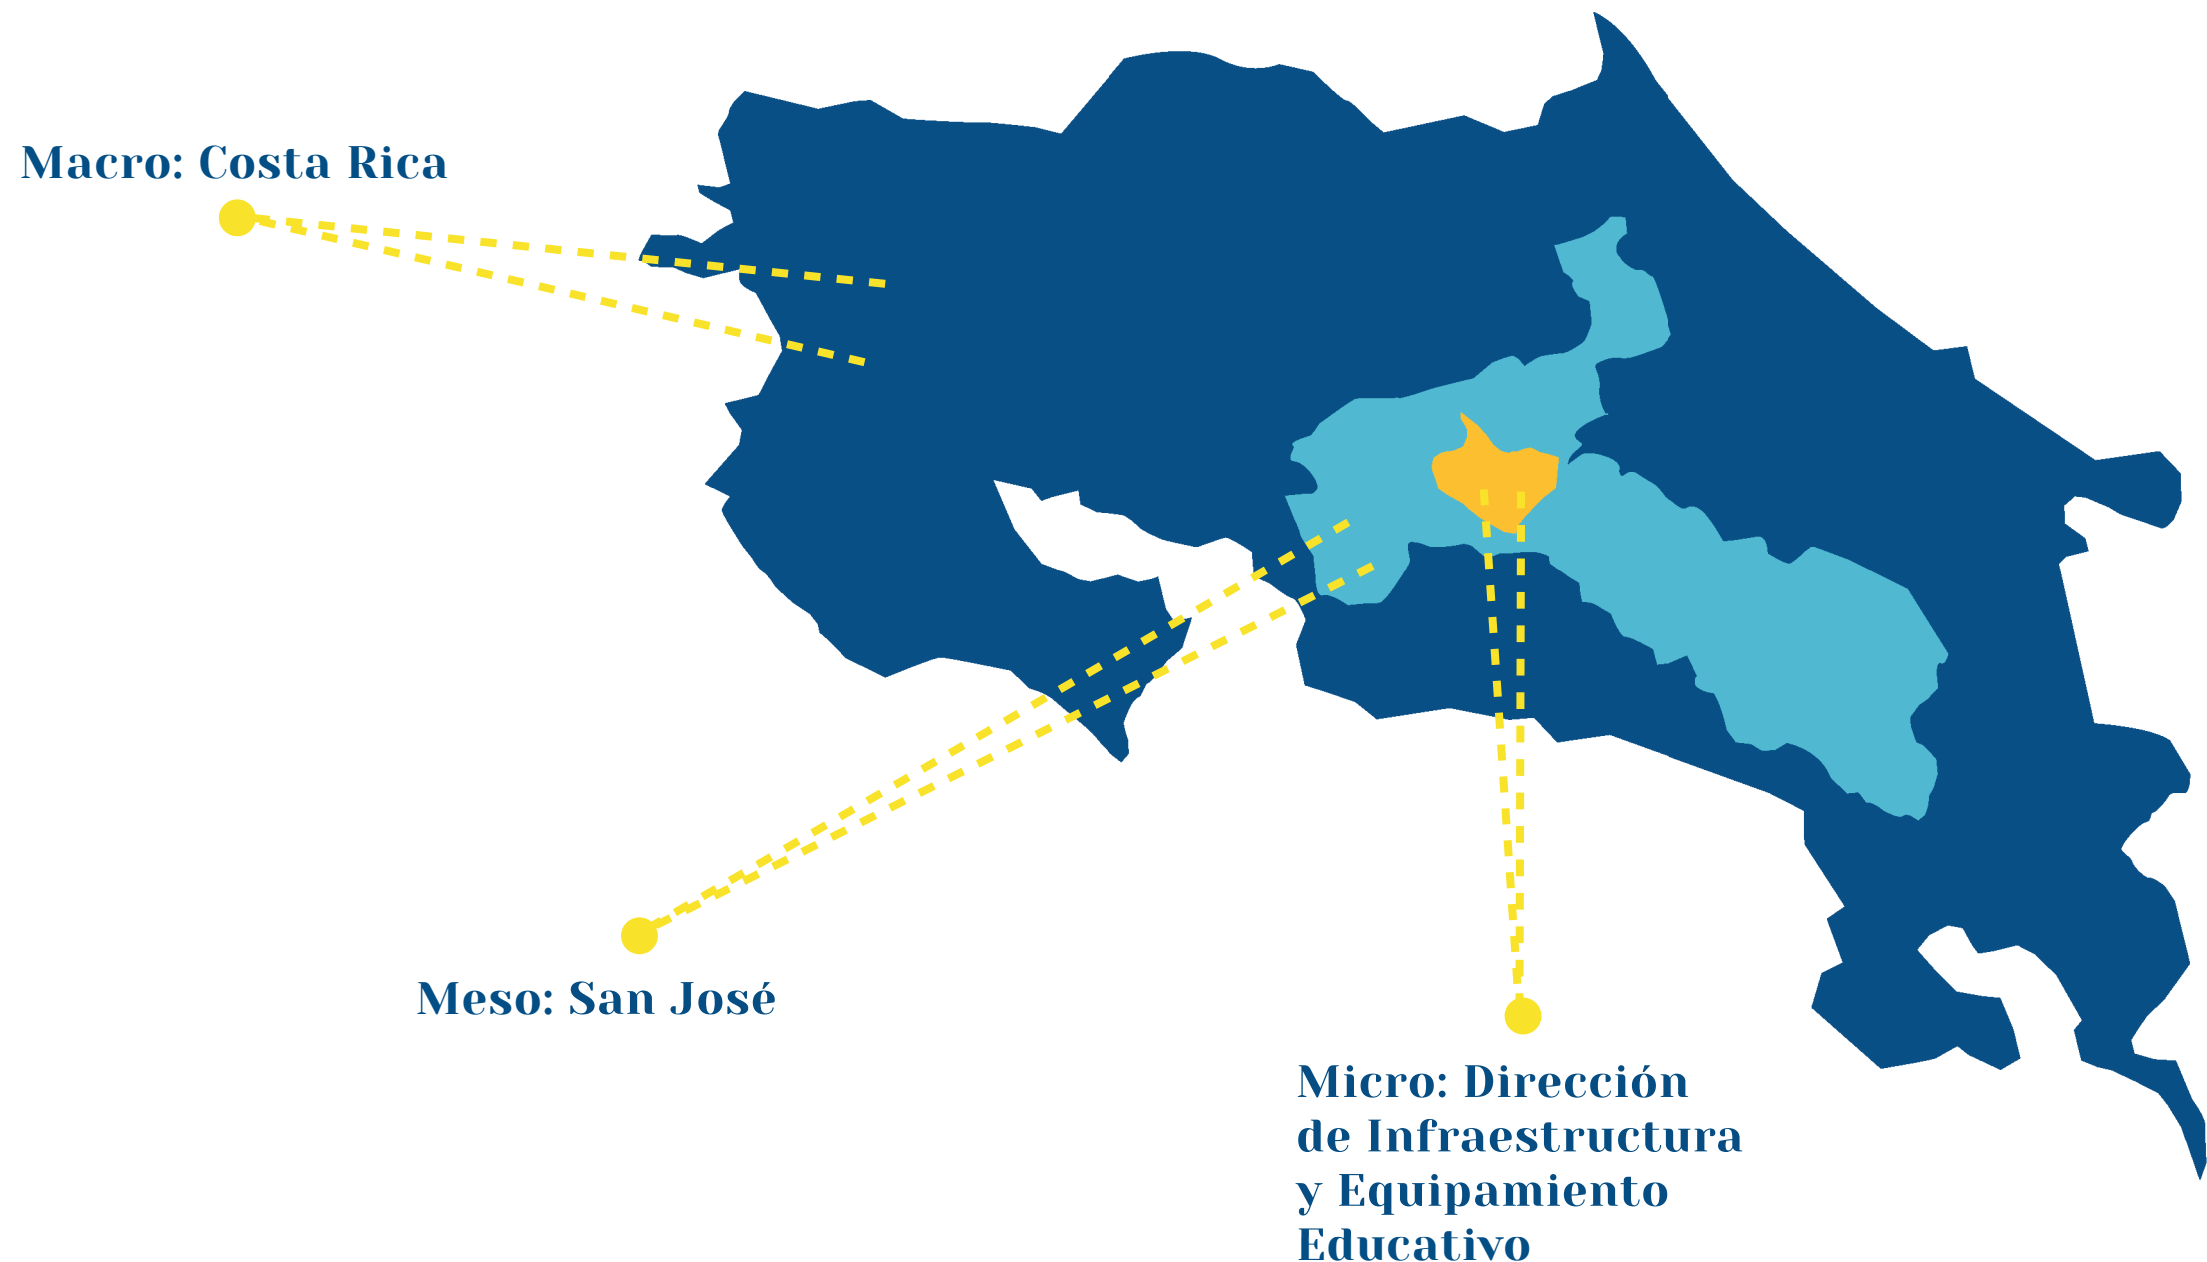 Macro: Costa Rica
Meso: San José
Micro: Dirección
de Infraestructura
y Equipamiento
Educativo